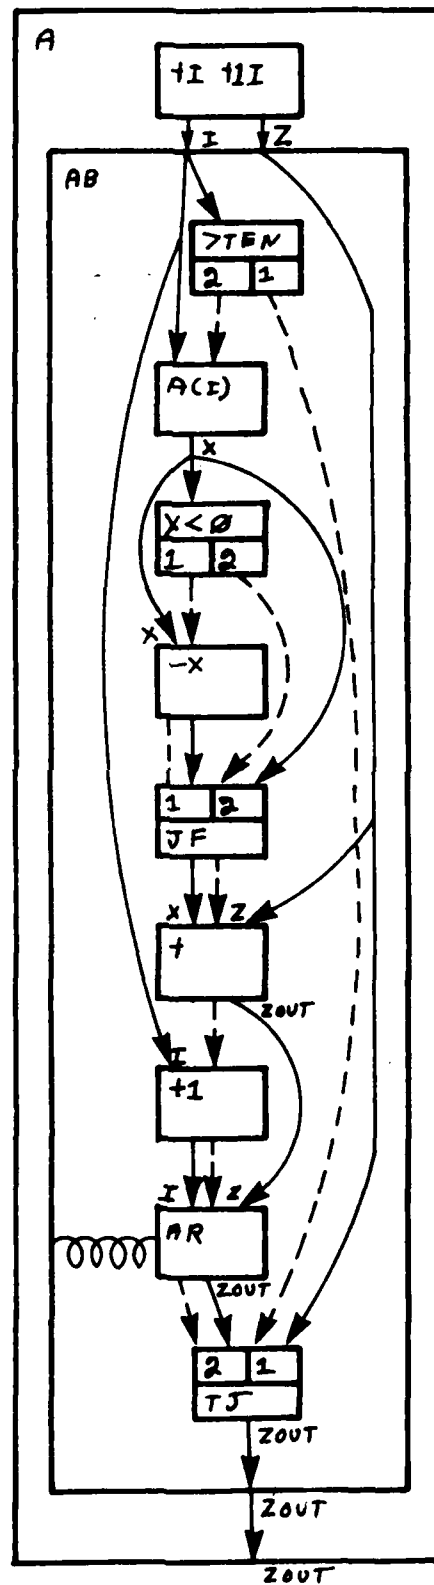 A
+I +1I
I Z
AB
>TEN
2 1
A(I)
X
X<Ø
1 2
X
-X
1 2
JF
X Z
+
ZOUT
I
+1
I Z
AR
ZOUT
2 1
TJ
ZOUT
ZOUT
ZOUT